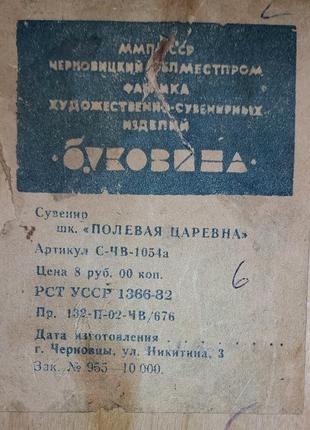 ММП УССР
ЧЕРНОВИЦКИЙ ОБЛМЕСТПРОМ
ФАБРИКА
ХУДОЖЕСТВЕННО-СУВЕНИРНЫХ
ИЗДЕЛИЙ
·БУКОВИНА·
Сувенир
шк. «ПОЛЕВАЯ ЦАРЕВНА»
Артикул С-ЧВ-1054а
Цена 8 руб. 00 коп.
6
РСТ УССР 1366-82
Пр. 132-П-02-ЧВ/676
Дата изготовления
г. Черновцы, ул. Никитина, 3
Зак. № 955—10 000.